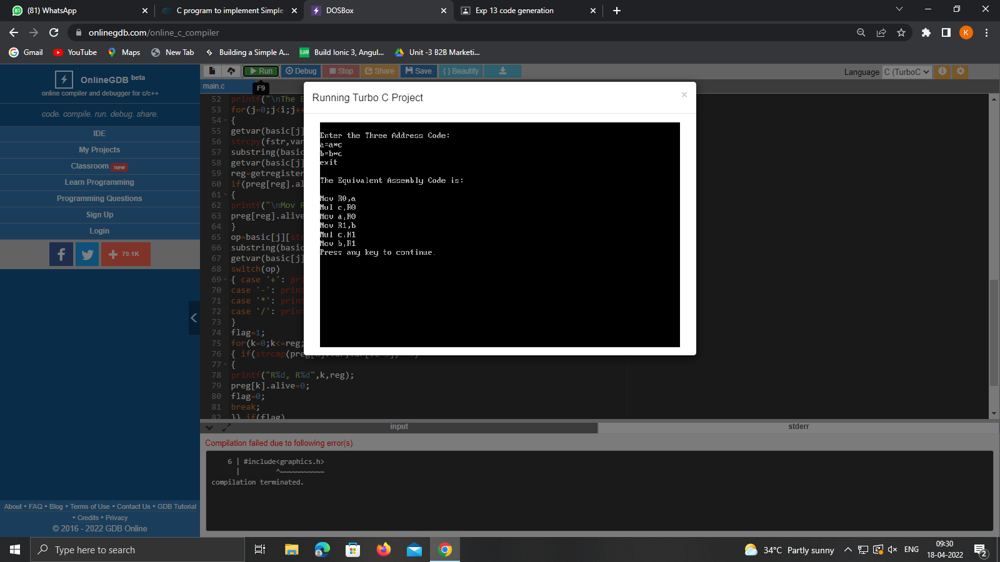 (81) WhatsApp
C program to implement Simple
DOSBox
Exp 13 code generation
onlinegdb.com/online_c_compiler
Gmail
YouTube
Maps
New Tab
Building a Simple A...
Build Ionic 3, Angul...
Unit -3 B2B Marketi...
OnlineGDB beta
online compiler and debugger for c/c++
code. compile. run. debug. share.
IDE
My Projects
Classroom new
Learn Programming
Programming Questions
Sign Up
Login
79.1K
About • FAQ • Blog • Terms of Use • Contact Us • GDB Tutorial
• Credits • Privacy
© 2016 - 2022 GDB Online
Run
Debug
Stop
Share
Save
{ } Beautify
Language C (TurboC
main.c
F9
52 printf("\nThe E
53 for(j=0;j<i;j++
54 {
55 getvar(basic[j]
56 strcpy(fstr,var
57 substring(basic
58 getvar(basic[j]
59 reg=getregister
60 if(preg[reg].al
61 {
62 printf("\nMov R
63 preg[reg].alive
64 }
65 op=basic[j][str
66 substring(basic
67 getvar(basic[j]
68 switch(op)
69 { case '+': pri
70 case '-': print
71 case '*': print
72 case '/': print
73 }
74 flag=1;
75 for(k=0;k<=reg;
76 { if(strcmp(preg
77 {
78 printf("R%d, R%d",k,reg);
79 preg[k].alive=0;
80 flag=0;
81 break;
82 }} if(flag)
Running Turbo C Project
×
Enter the Three Address Code:
a=a*c
b=b*c
exit
The Equivalent Assembly Code is:
Mov R0,a
Mul c,R0
Mov a,R0
Mov R1,b
Mul c,R1
Mov b,R1
Press any key to continue.
input
stderr
Compilation failed due to following error(s).
6 | #include<graphics.h>
| ^~~~~~~~~~~~
compilation terminated.
Type here to search
34°C Partly sunny
ENG
09:30
18-04-2022
2